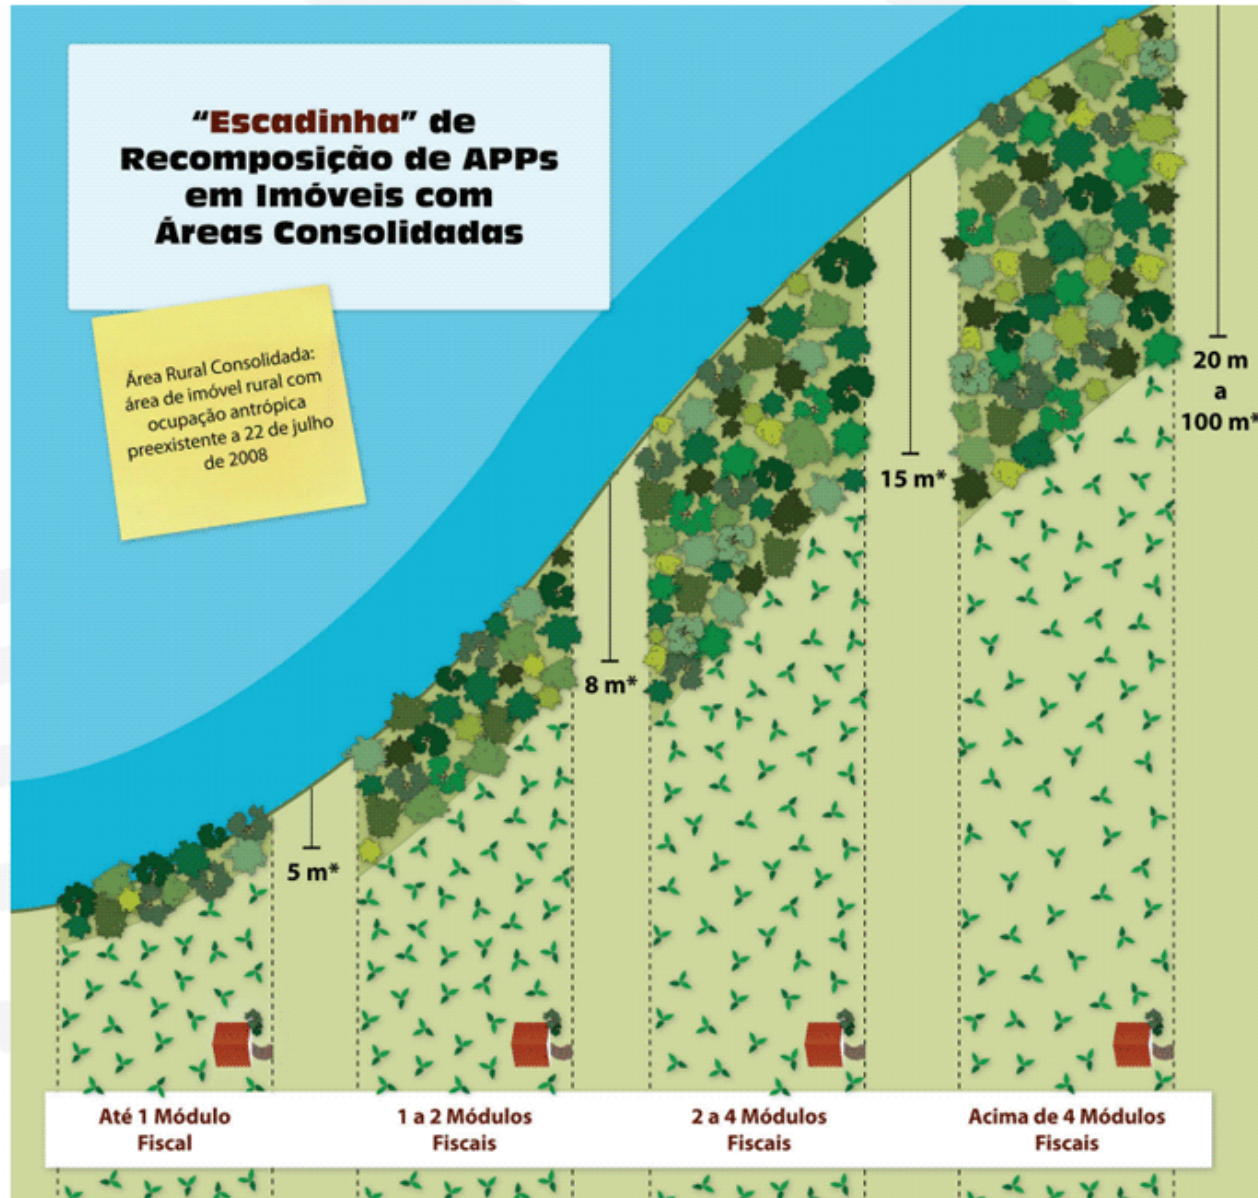 “Escadinha” de
Recomposição de APPs
em Imóveis com
Áreas Consolidadas
Área Rural Consolidada:
área de imóvel rural com
ocupação antrópica
preexistente a 22 de julho
de 2008
20 m
a
100 m*
15 m*
8 m*
5 m*
Até 1 Módulo
Fiscal
1 a 2 Módulos
Fiscais
2 a 4 Módulos
Fiscais
Acima de 4 Módulos
Fiscais